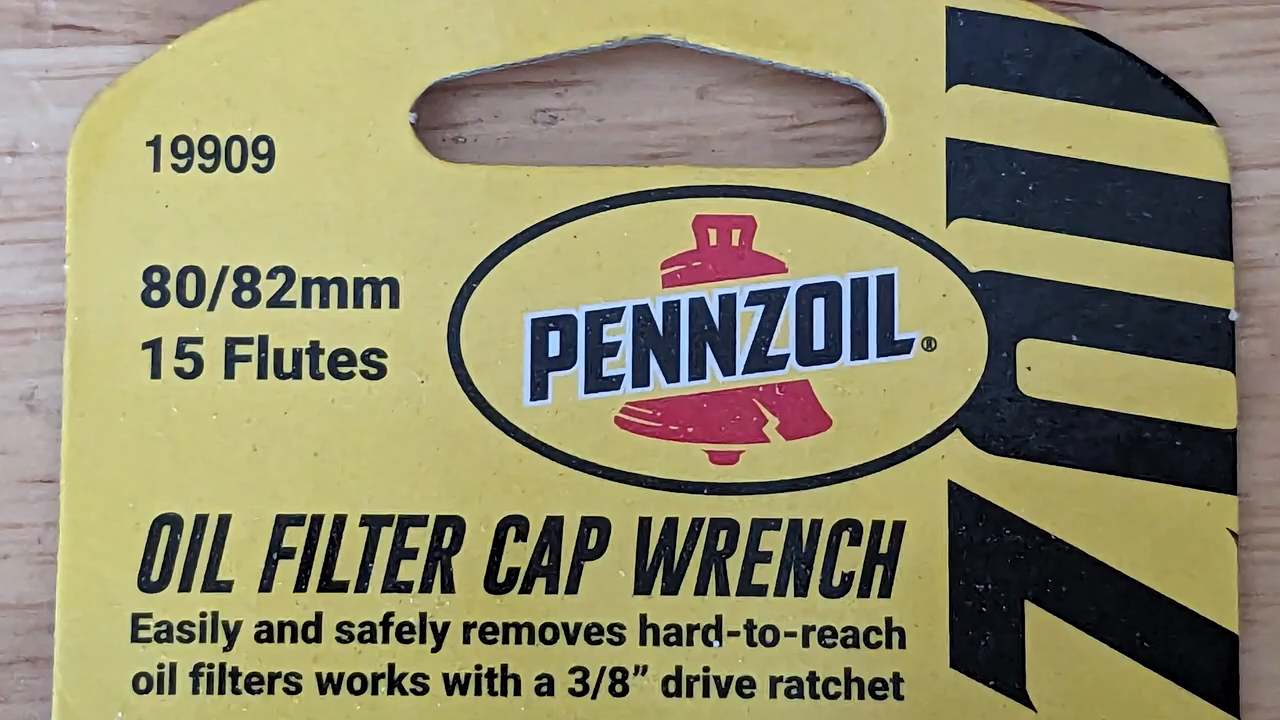 19909
80/82mm
15 Flutes
PENNZOIL®
OIL FILTER CAP WRENCH
Easily and safely removes hard-to-reach
oil filters works with a 3/8” drive ratchet